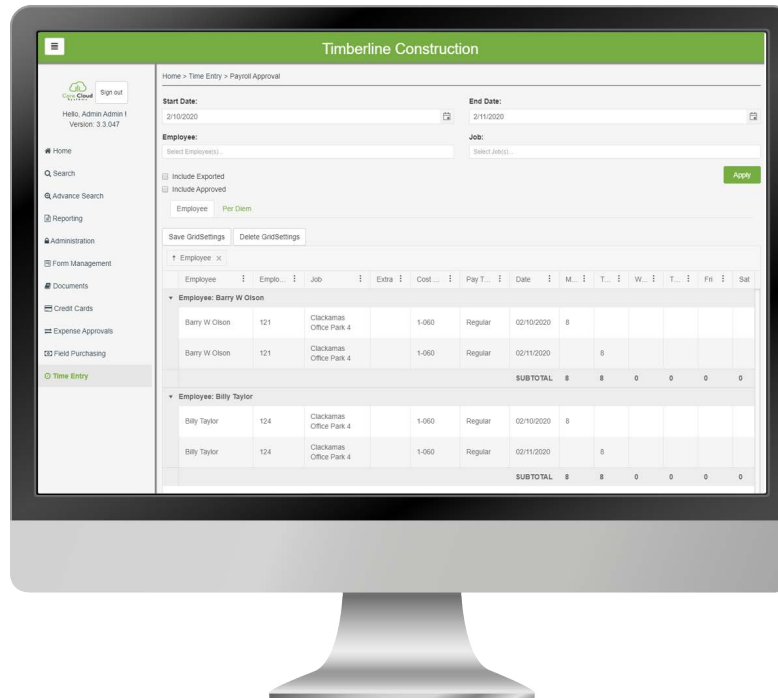 Timberline Construction
Core Cloud
Systems
Sign out
Hello, Admin Admin !
Version: 3.3.047
Home
Search
Advance Search
Reporting
Administration
Form Management
Documents
Credit Cards
Expense Approvals
Field Purchasing
Time Entry
Home > Time Entry > Payroll Approval
Start Date: End Date:
2/10/2020 2/11/2020
Employee: Job:
Select Employee(s)... Select Job(s)...
Include Exported Apply
Include Approved
Employee Per Diem
Save GridSettings Delete GridSettings
↑ Employee ×
Employee Emplo... Job Extra Cost ... Pay T... Date M... T... W... T... Fri Sat
Employee: Barry W Olson
Barry W Olson 121 Clackamas Office Park 4 1-060 Regular 02/10/2020 8
Barry W Olson 121 Clackamas Office Park 4 1-060 Regular 02/11/2020 8
SUBTOTAL 8 8 0 0 0 0
Employee: Billy Taylor
Billy Taylor 124 Clackamas Office Park 4 1-060 Regular 02/10/2020 8
Billy Taylor 124 Clackamas Office Park 4 1-060 Regular 02/11/2020 8
SUBTOTAL 8 8 0 0 0 0